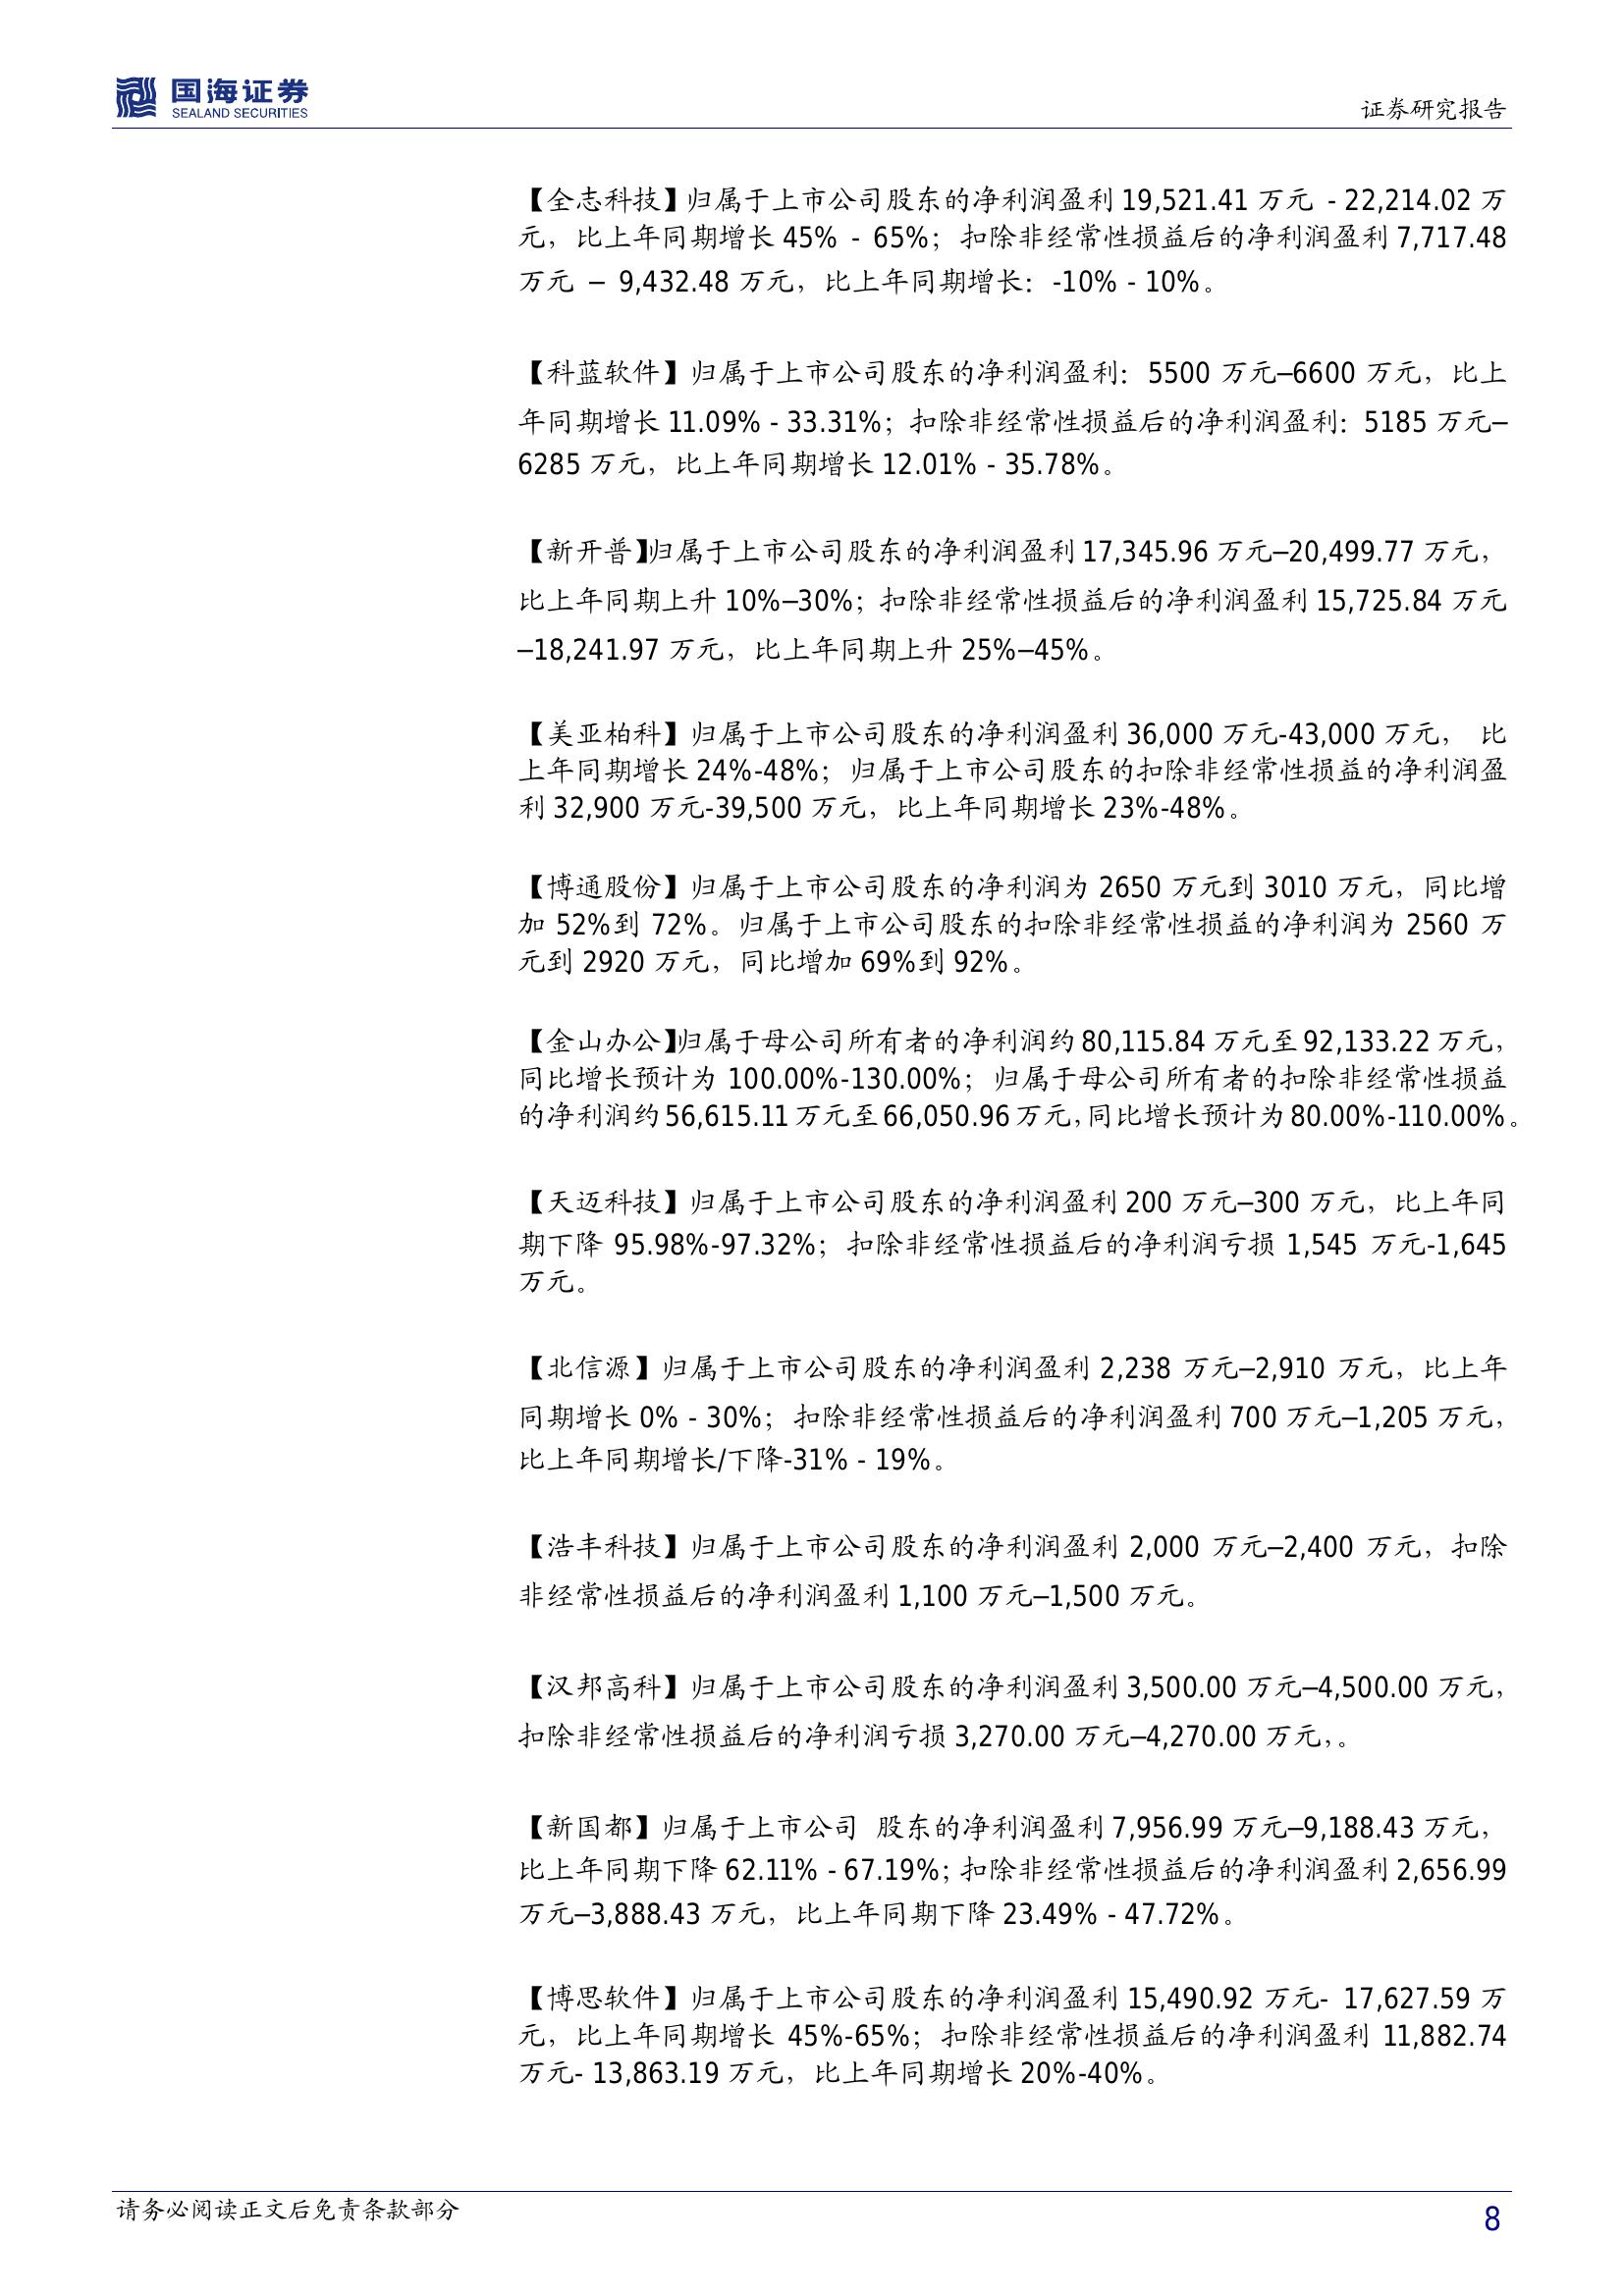 国海证券
SEALAND SECURITIES
证券研究报告
【全志科技】归属于上市公司股东的净利润盈利 19,521.41 万元 - 22,214.02 万
元，比上年同期增长 45% - 65%；扣除非经常性损益后的净利润盈利 7,717.48
万元 – 9,432.48 万元，比上年同期增长：-10% - 10%。
【科蓝软件】归属于上市公司股东的净利润盈利：5500 万元–6600 万元，比上
年同期增长 11.09% - 33.31%；扣除非经常性损益后的净利润盈利：5185 万元–
6285 万元，比上年同期增长 12.01% - 35.78%。
【新开普】归属于上市公司股东的净利润盈利 17,345.96 万元–20,499.77 万元，
比上年同期上升 10%–30%；扣除非经常性损益后的净利润盈利 15,725.84 万元
–18,241.97 万元，比上年同期上升 25%–45%。
【美亚柏科】归属于上市公司股东的净利润盈利 36,000 万元-43,000 万元， 比
上年同期增长 24%-48%；归属于上市公司股东的扣除非经常性损益的净利润盈
利 32,900 万元-39,500 万元，比上年同期增长 23%-48%。
【博通股份】归属于上市公司股东的净利润为 2650 万元到 3010 万元，同比增
加 52%到 72%。归属于上市公司股东的扣除非经常性损益的净利润为 2560 万
元到 2920 万元，同比增加 69%到 92%。
【金山办公】归属于母公司所有者的净利润约 80,115.84 万元至 92,133.22 万元，
同比增长预计为 100.00%-130.00%；归属于母公司所有者的扣除非经常性损益
的净利润约 56,615.11 万元至 66,050.96 万元，同比增长预计为 80.00%-110.00%。
【天迈科技】归属于上市公司股东的净利润盈利 200 万元–300 万元，比上年同
期下降 95.98%-97.32%；扣除非经常性损益后的净利润亏损 1,545 万元-1,645
万元。
【北信源】归属于上市公司股东的净利润盈利 2,238 万元–2,910 万元，比上年
同期增长 0% - 30%；扣除非经常性损益后的净利润盈利 700 万元–1,205 万元，
比上年同期增长/下降-31% - 19%。
【浩丰科技】归属于上市公司股东的净利润盈利 2,000 万元–2,400 万元，扣除
非经常性损益后的净利润盈利 1,100 万元–1,500 万元。
【汉邦高科】归属于上市公司股东的净利润盈利 3,500.00 万元–4,500.00 万元，
扣除非经常性损益后的净利润亏损 3,270.00 万元–4,270.00 万元，。
【新国都】归属于上市公司 股东的净利润盈利 7,956.99 万元–9,188.43 万元，
比上年同期下降 62.11% - 67.19%；扣除非经常性损益后的净利润盈利 2,656.99
万元–3,888.43 万元，比上年同期下降 23.49% - 47.72%。
【博思软件】归属于上市公司股东的净利润盈利 15,490.92 万元- 17,627.59 万
元，比上年同期增长 45%-65%；扣除非经常性损益后的净利润盈利 11,882.74
万元- 13,863.19 万元，比上年同期增长 20%-40%。
请务必阅读正文后免责条款部分
8